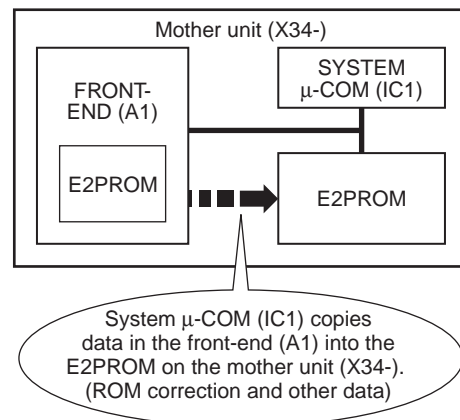 Mother unit (X34-)
FRONT-
END (A1)
E2PROM
SYSTEM
μ-COM (IC1)
E2PROM
System μ-COM (IC1) copies
data in the front-end (A1) into the
E2PROM on the mother unit (X34-).
(ROM correction and other data)